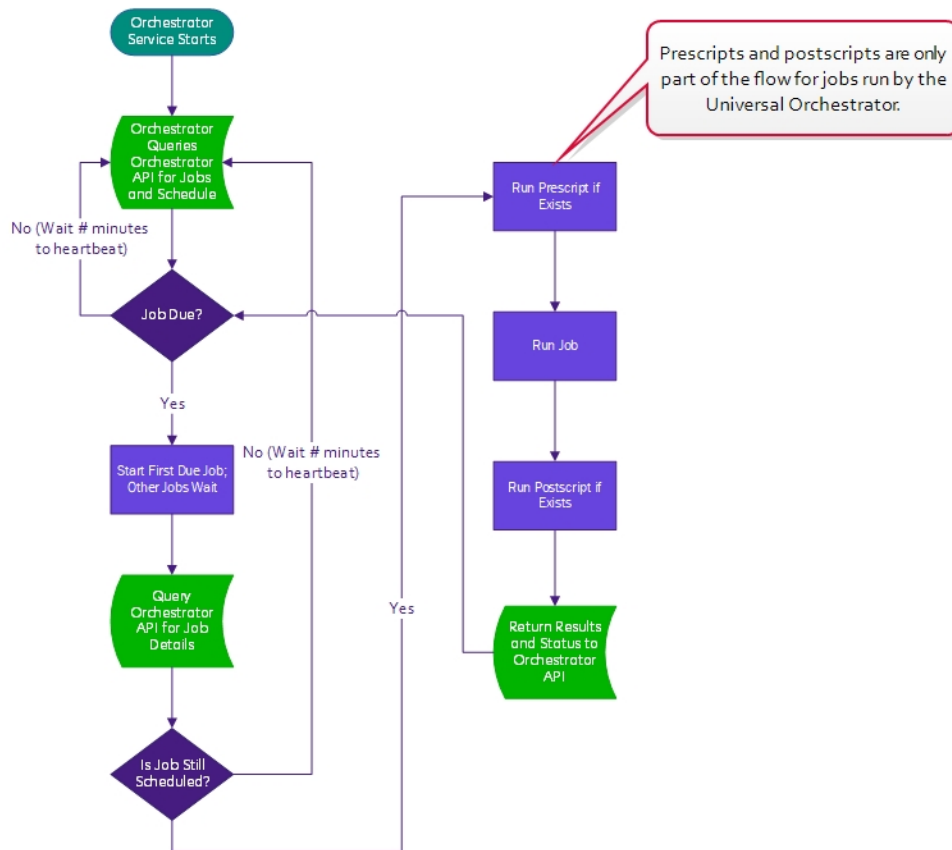 Orchestrator
Service Starts
Prescripts and postscripts are only
part of the flow for jobs run by the
Universal Orchestrator.
Orchestrator
Queries
Orchestrator
API for Jobs
and Schedule
No (Wait # minutes
to heartbeat)
Job Due?
Yes
Start First Due Job;
Other Jobs Wait
No (Wait # minutes
to heartbeat)
Query
Orchestrator
API for Job
Details
Is Job Still
Scheduled?
Yes
Run Prescript if
Exists
Run Job
Run Postscript if
Exists
Return Results
and Status to
Orchestrator
API